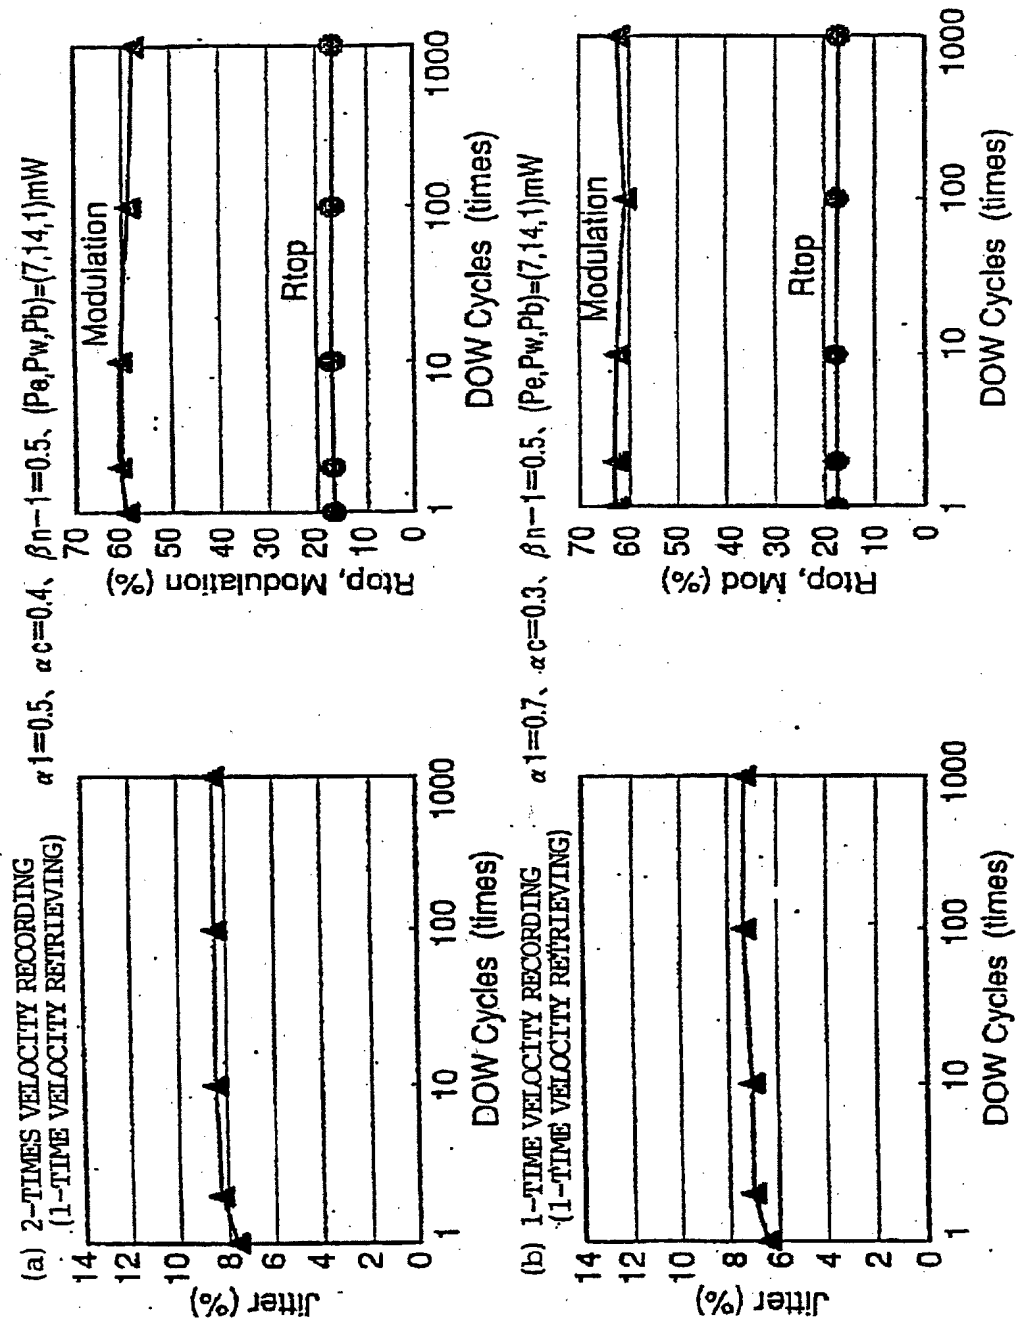 (a) 2-TIMES VELOCITY RECORDING
(1-TIME VELOCITY RETRIEVING)
α1=0.5、αc=0.4、βn-1=0.5、(Pe,Pw,Pb)=(7,14,1)mW
Jitter (%)
14
12
10
8
6
4
2
0
1
10
100
1000
DOW Cycles (times)
Rtop, Modulation (%)
70
60
50
40
30
20
10
0
Modulation
Rtop
1
10
100
1000
DOW Cycles (times)
(b) 1-TIME VELOCITY RECORDING
(1-TIME VELOCITY RETRIEVING)
α1=0.7、αc=0.3、βn-1=0.5、(Pe,Pw,Pb)=(7,14,1)mW
Jitter (%)
14
12
10
8
6
4
2
0
1
10
100
1000
DOW Cycles (times)
Rtop, Mod (%)
70
60
50
40
30
20
10
0
Modulation
Rtop
1
10
100
1000
DOW Cycles (times)